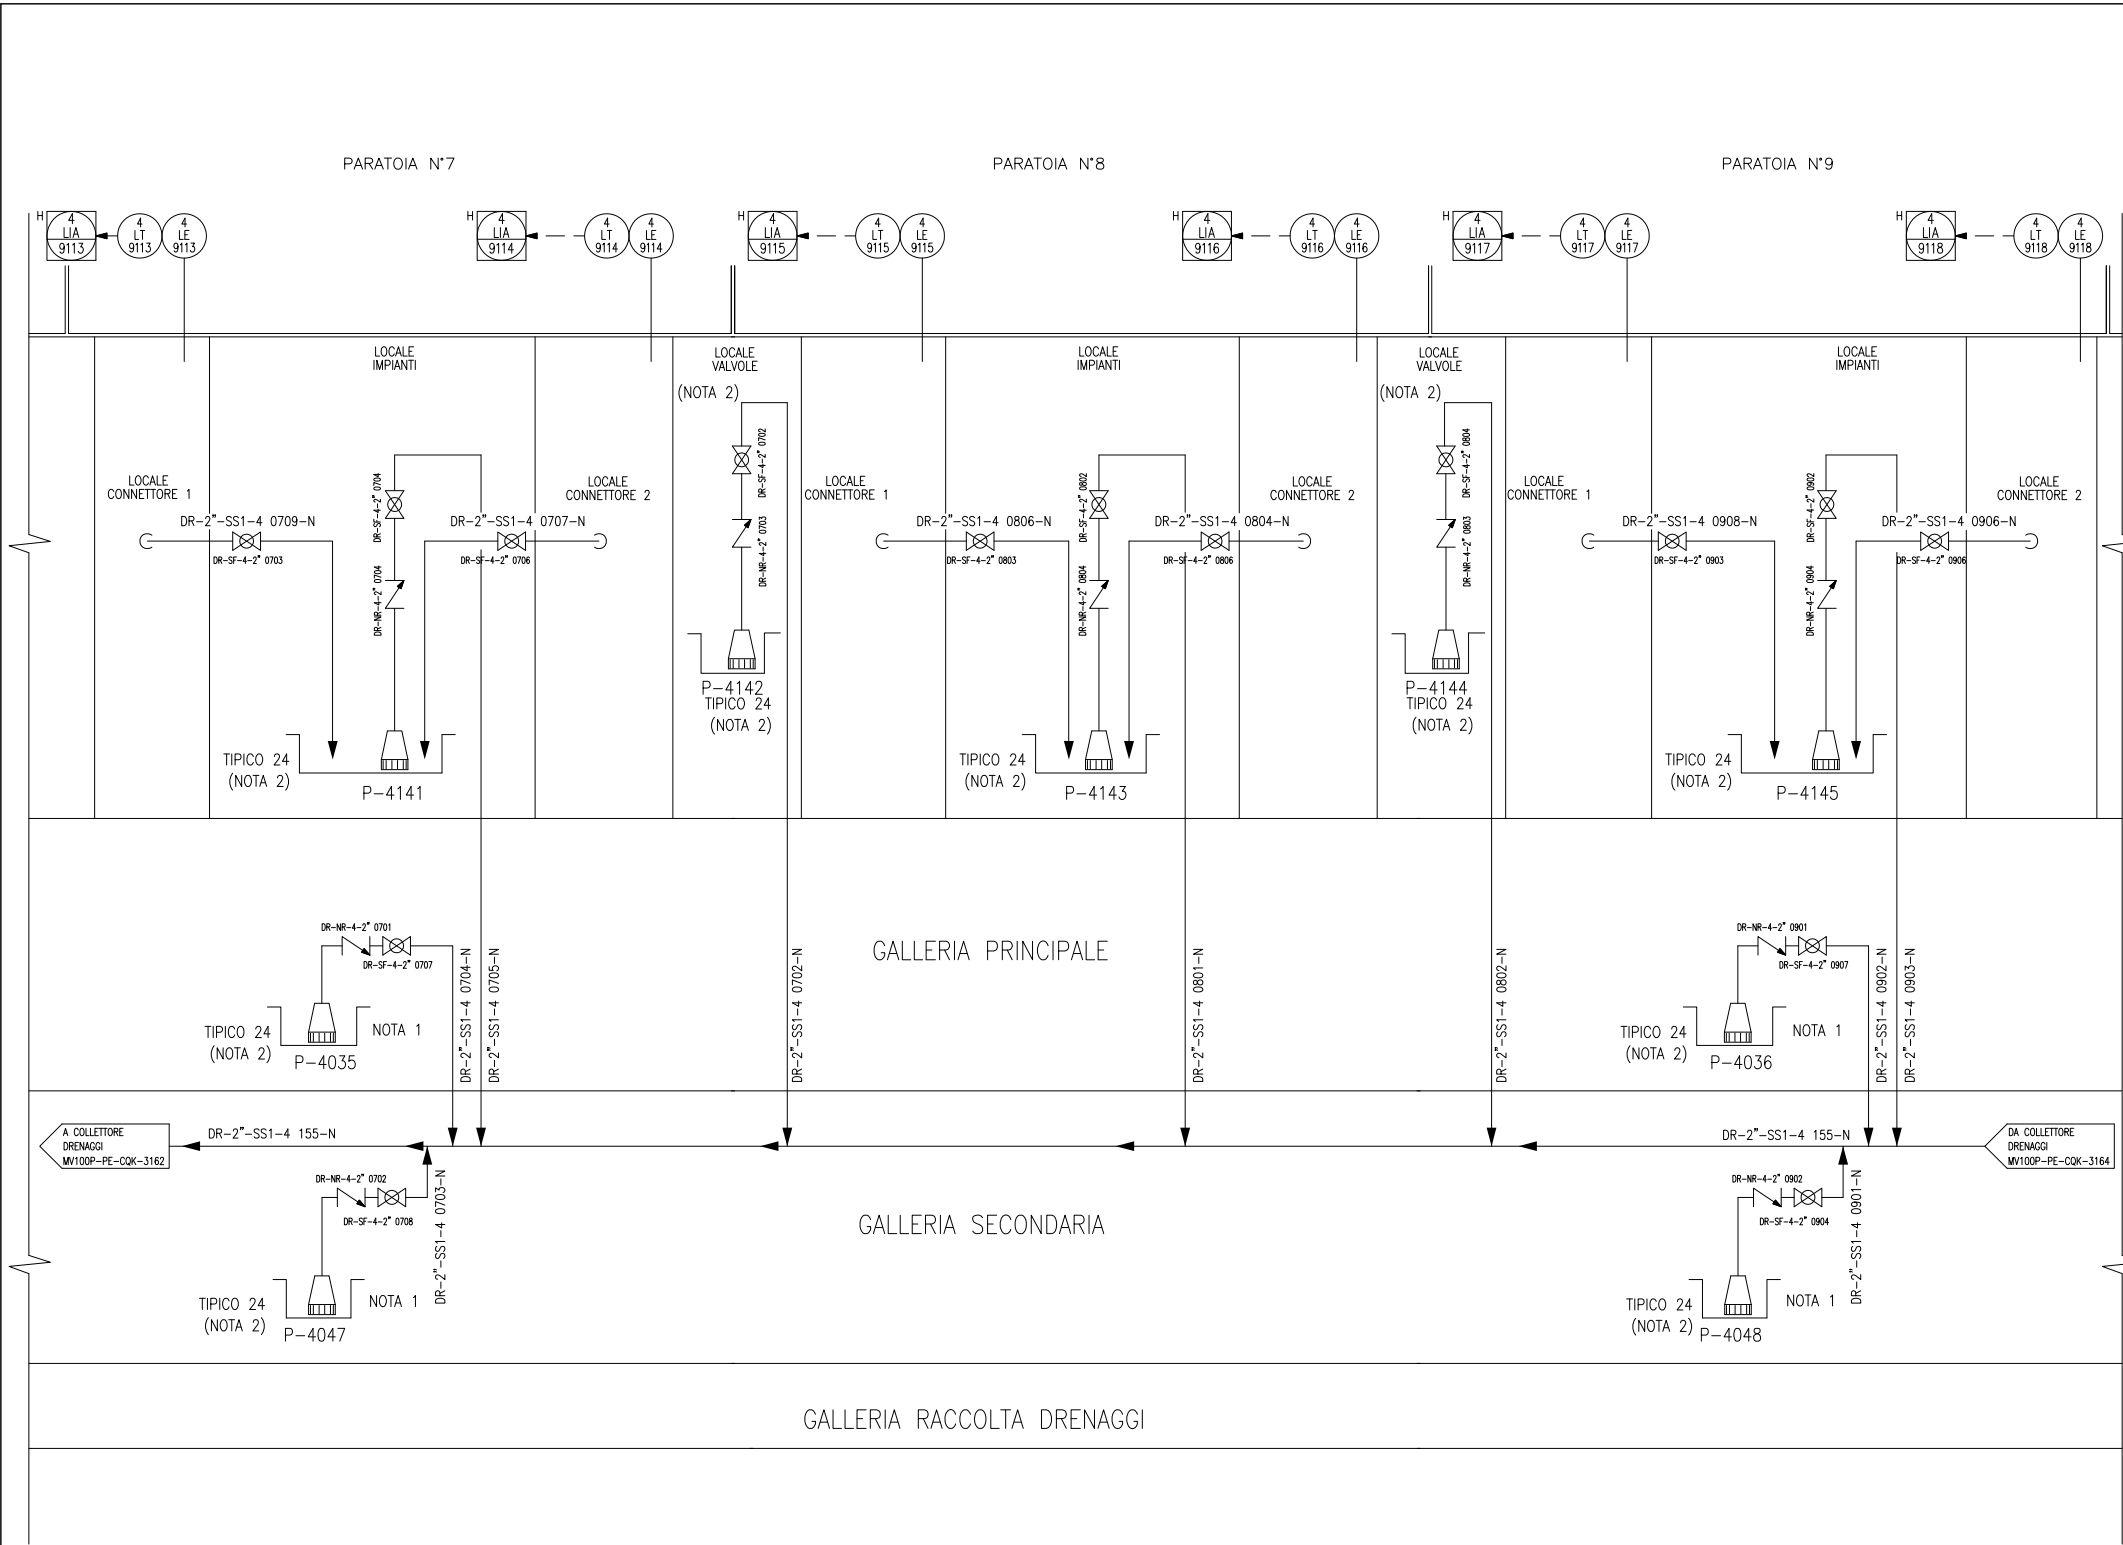 PARATOIA N°7
PARATOIA N°8
PARATOIA N°9
H
4
LIA
9113
4
LT
9113
4
LE
9113
H
4
LIA
9114
4
LT
9114
4
LE
9114
H
4
LIA
9115
4
LT
9115
4
LE
9115
H
4
LIA
9116
4
LT
9116
4
LE
9116
H
4
LIA
9117
4
LT
9117
4
LE
9117
H
4
LIA
9118
4
LT
9118
4
LE
9118
LOCALE
IMPIANTI
LOCALE
VALVOLE
(NOTA 2)
LOCALE
IMPIANTI
LOCALE
VALVOLE
(NOTA 2)
LOCALE
IMPIANTI
LOCALE
CONNETTORE 1
DR-2"-SS1-4 0709-N
DR-SF-4-2" 0703
DR-SF-4-2" 0704
DR-NR-4-2" 0704
DR-2"-SS1-4 0707-N
DR-SF-4-2" 0706
LOCALE
CONNETTORE 2
DR-SF-4-2" 0702
DR-NR-4-2" 0703
P-4142
TIPICO 24
(NOTA 2)
TIPICO 24
(NOTA 2)
P-4141
LOCALE
CONNETTORE 1
DR-2"-SS1-4 0806-N
DR-SF-4-2" 0803
DR-SF-4-2" 0802
DR-NR-4-2" 0804
DR-2"-SS1-4 0804-N
DR-SF-4-2" 0806
LOCALE
CONNETTORE 2
DR-SF-4-2" 0804
DR-NR-4-2" 0803
P-4144
TIPICO 24
(NOTA 2)
TIPICO 24
(NOTA 2)
P-4143
LOCALE
CONNETTORE 1
DR-2"-SS1-4 0908-N
DR-SF-4-2" 0903
DR-SF-4-2" 0902
DR-NR-4-2" 0904
DR-2"-SS1-4 0906-N
DR-SF-4-2" 0906
LOCALE
CONNETTORE 2
TIPICO 24
(NOTA 2)
P-4145
DR-NR-4-2" 0701
DR-SF-4-2" 0707
TIPICO 24
(NOTA 2)
NOTA 1
P-4035
DR-2"-SS1-4 0704-N
DR-2"-SS1-4 0705-N
DR-2"-SS1-4 0702-N
GALLERIA PRINCIPALE
DR-2"-SS1-4 0801-N
DR-2"-SS1-4 0802-N
DR-NR-4-2" 0901
DR-SF-4-2" 0907
TIPICO 24
(NOTA 2)
NOTA 1
P-4036
DR-2"-SS1-4 0902-N
DR-2"-SS1-4 0903-N
A COLLETTORE
DRENAGGI
MV100P-PE-CQK-3162
DR-2"-SS1-4 155-N
DR-2"-SS1-4 155-N
DA COLLETTORE
DRENAGGI
MV100P-PE-CQK-3164
DR-NR-4-2" 0702
DR-SF-4-2" 0708
DR-2"-SS1-4 0703-N
TIPICO 24
(NOTA 2)
NOTA 1
P-4047
GALLERIA SECONDARIA
DR-NR-4-2" 0902
DR-SF-4-2" 0904
DR-2"-SS1-4 0901-N
TIPICO 24
(NOTA 2)
NOTA 1
P-4048
GALLERIA RACCOLTA DRENAGGI